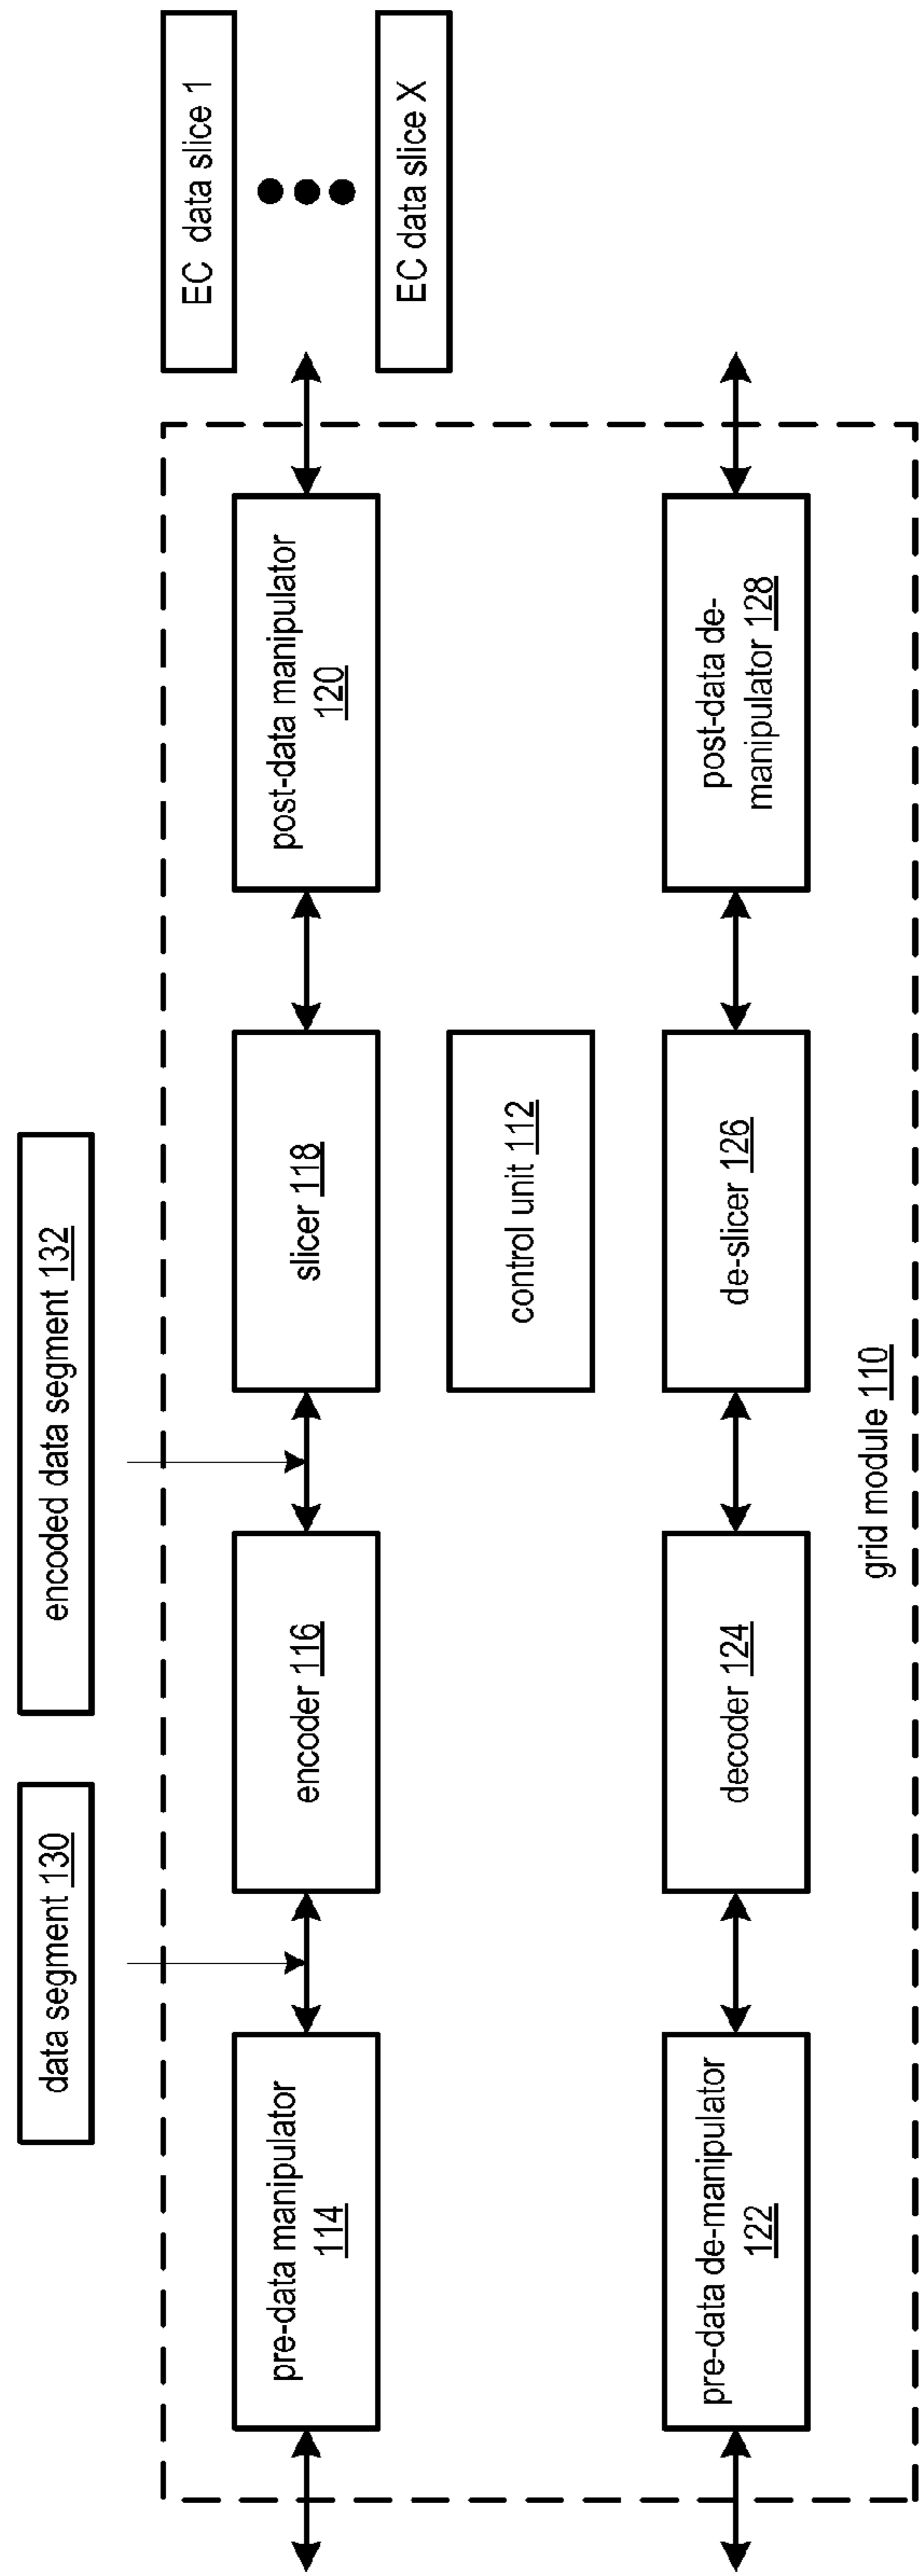 data segment 130
encoded data segment 132
EC data slice 1
EC data slice X
pre-data manipulator
114
encoder 116
slicer 118
post-data manipulator
120
control unit 112
pre-data de-manipulator
122
decoder 124
de-slicer 126
post-data de-
manipulator 128
grid module 110